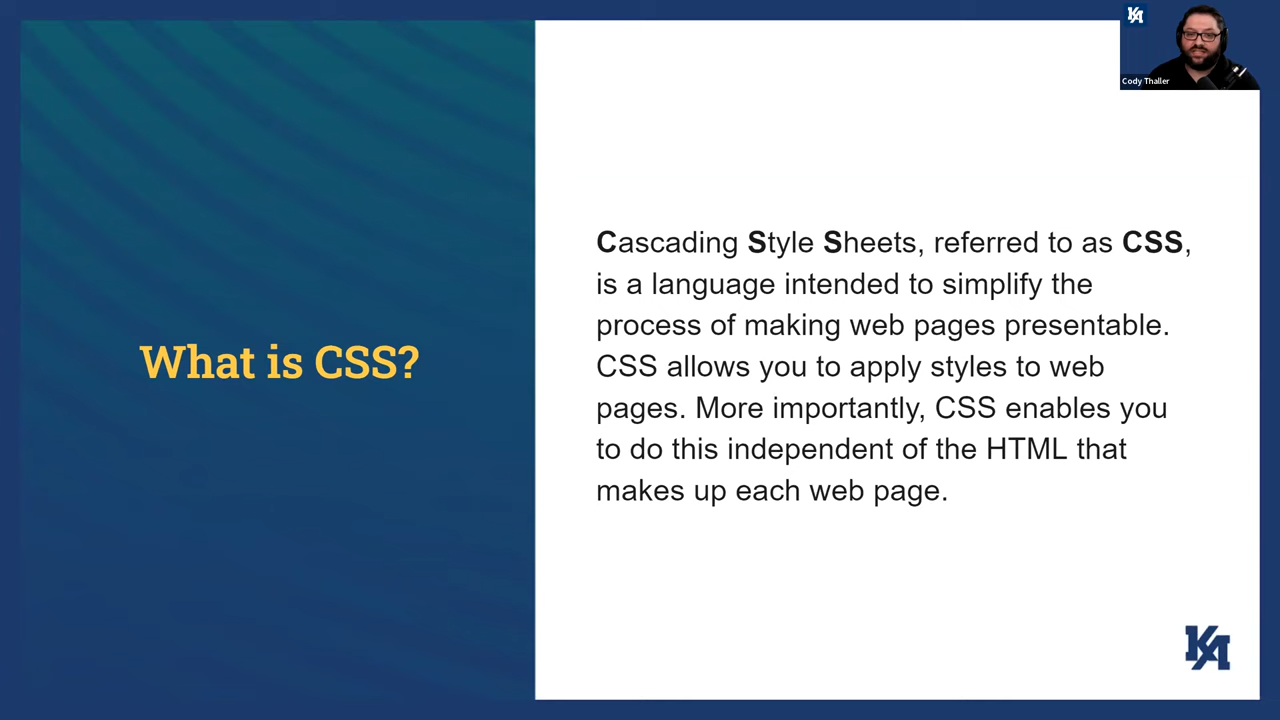 KA
Cody Thaller
What is CSS?
Cascading Style Sheets, referred to as CSS,
is a language intended to simplify the
process of making web pages presentable.
CSS allows you to apply styles to web
pages. More importantly, CSS enables you
to do this independent of the HTML that
makes up each web page.
KA